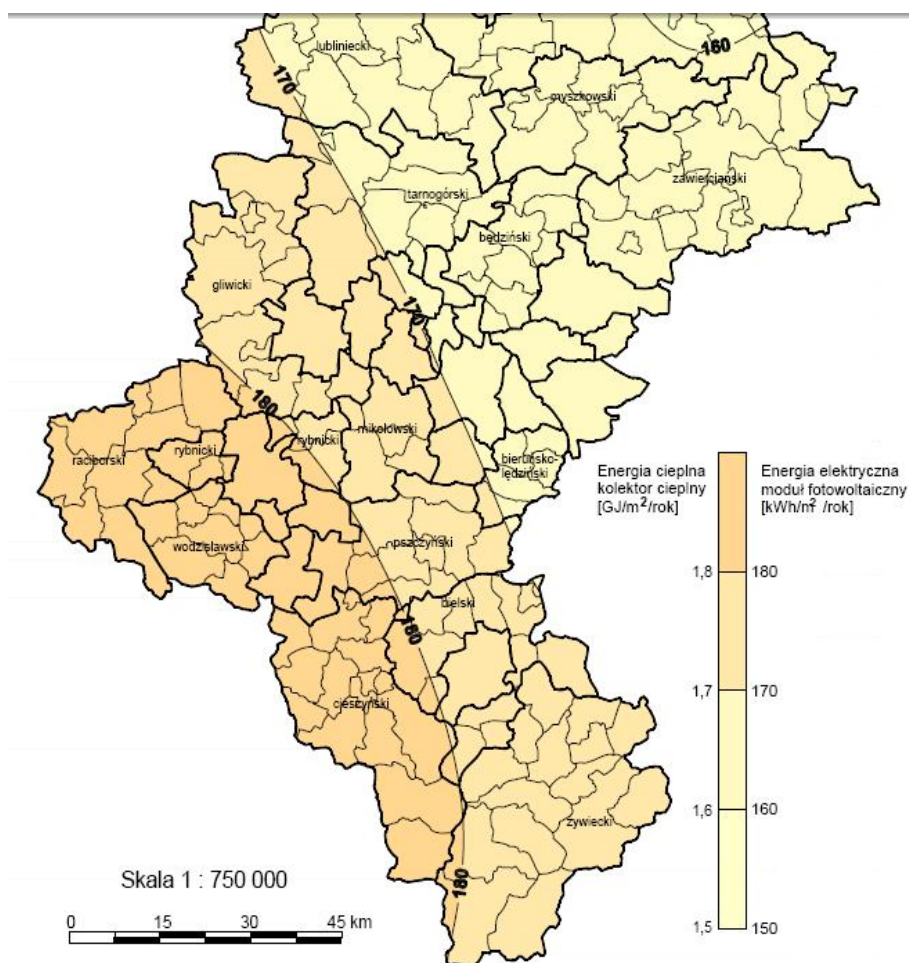 160
lubliniecki
170
myszkowski
zawierciański
tarnogórski
będziński
gliwicki
170
180
rybnicki
mikołowski
raciborski
rybnicki
bieruńsko-
lędziński
Energia cieplna
kolektor cieplny
[GJ/m²/rok]
Energia elektryczna
moduł fotowoltaiczny
[kWh/m² /rok]
wodzisławski
pszczyński
1,8
180
bielski
180
1,7
170
cieszyński
1,6
160
żywiecki
Skala 1 : 750 000
180
0 15 30 45 km
1,5
150